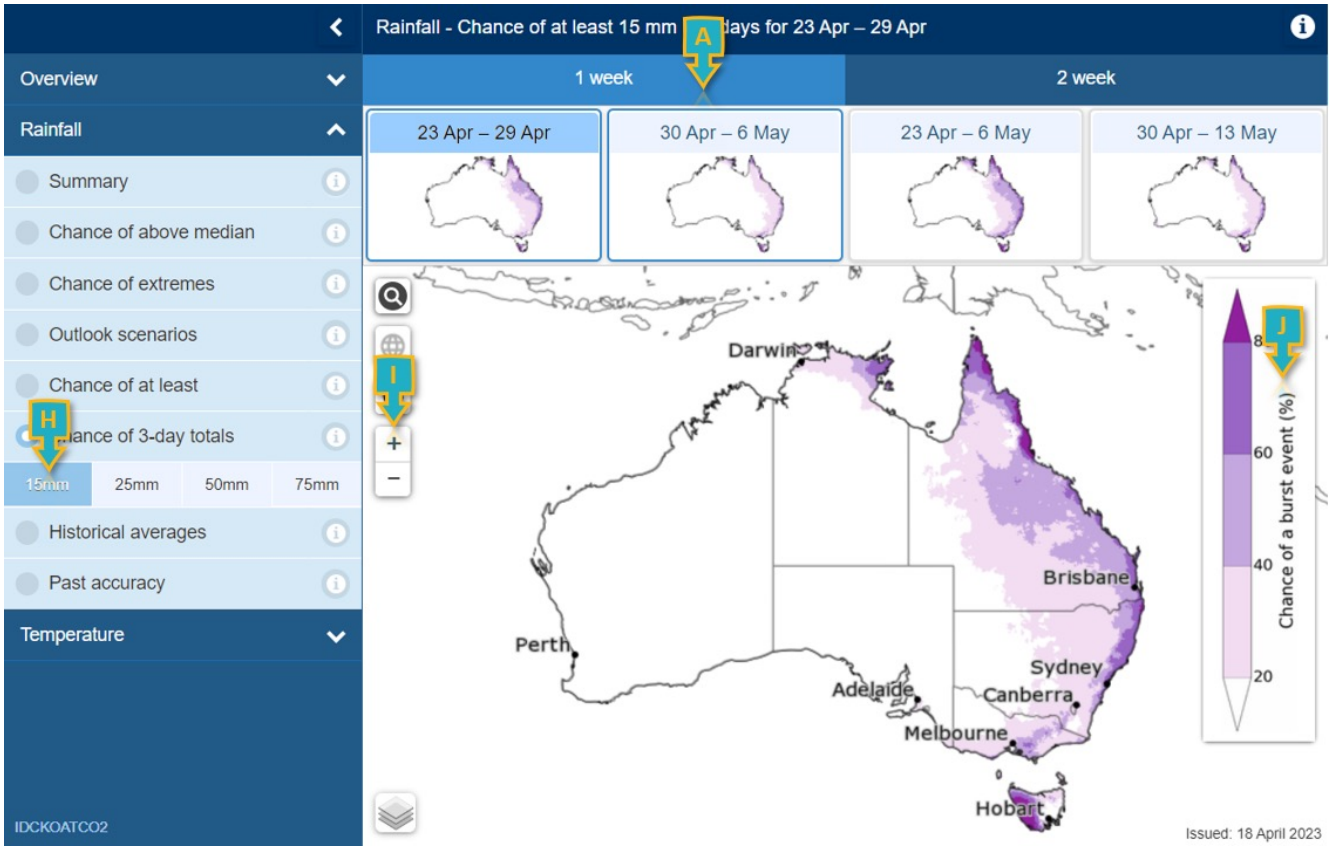 Rainfall - Chance of at least 15 mm days for 23 Apr – 29 Apr
A
Overview
1 week
2 week
Rainfall
23 Apr – 29 Apr
30 Apr – 6 May
23 Apr – 6 May
30 Apr – 13 May
Summary
Chance of above median
Chance of extremes
Outlook scenarios
Chance of at least
H
Chance of 3-day totals
15mm
25mm
50mm
75mm
Historical averages
Past accuracy
Temperature
IDCKOATCO2
I
+
−
Darwin
Brisbane
Perth
Sydney
Adelaide
Canberra
Melbourne
Hobart
J
60
40
20
Chance of a burst event (%)
Issued: 18 April 2023